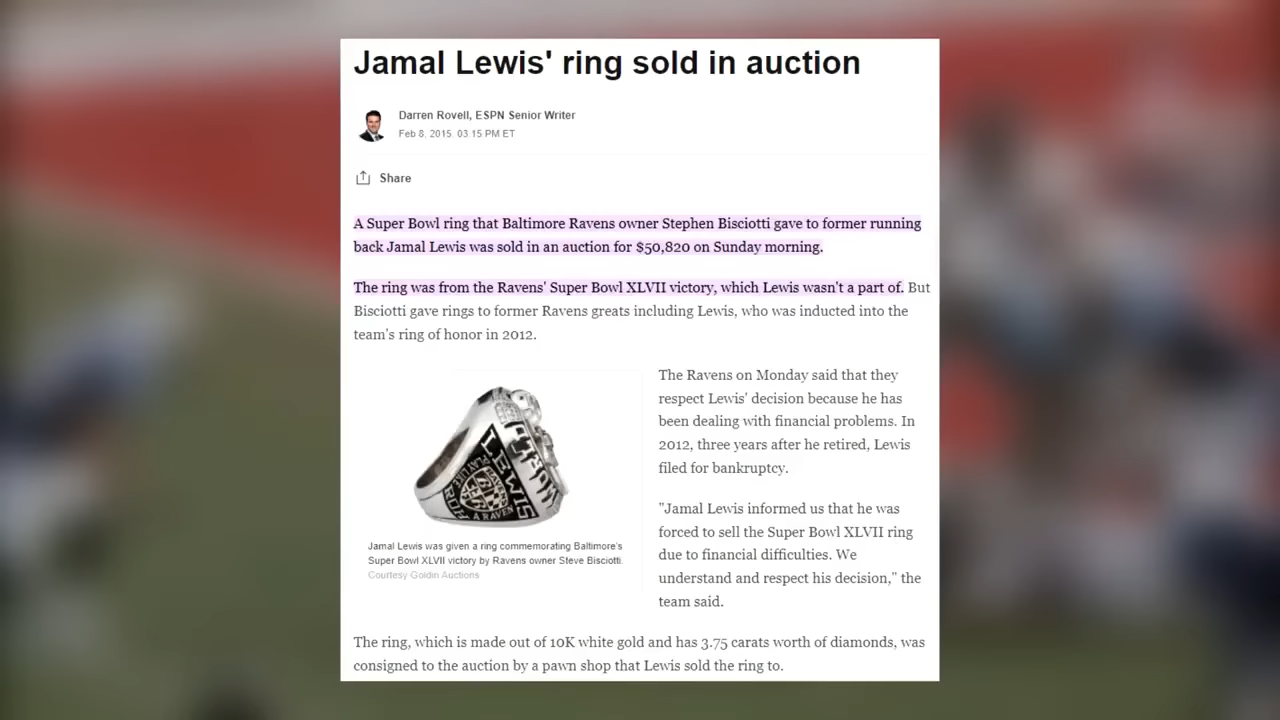 Jamal Lewis' ring sold in auction
Darren Rovell, ESPN Senior Writer
Feb 8, 2015, 03:15 PM ET
Share
A Super Bowl ring that Baltimore Ravens owner Stephen Bisciotti gave to former running
back Jamal Lewis was sold in an auction for $50,820 on Sunday morning.
The ring was from the Ravens' Super Bowl XLVII victory, which Lewis wasn't a part of. But
Bisciotti gave rings to former Ravens greats including Lewis, who was inducted into the
team's ring of honor in 2012.
The Ravens on Monday said that they
respect Lewis' decision because he has
been dealing with financial problems. In
2012, three years after he retired, Lewis
filed for bankruptcy.
"Jamal Lewis informed us that he was
forced to sell the Super Bowl XLVII ring
due to financial difficulties. We
understand and respect his decision," the
team said.
LEWIS
PLAY LIKE
A RAVEN
Jamal Lewis was given a ring commemorating Baltimore's
Super Bowl XLVII victory by Ravens owner Steve Bisciotti.
Courtesy Goldin Auctions
The ring, which is made out of 10K white gold and has 3.75 carats worth of diamonds, was
consigned to the auction by a pawn shop that Lewis sold the ring to.